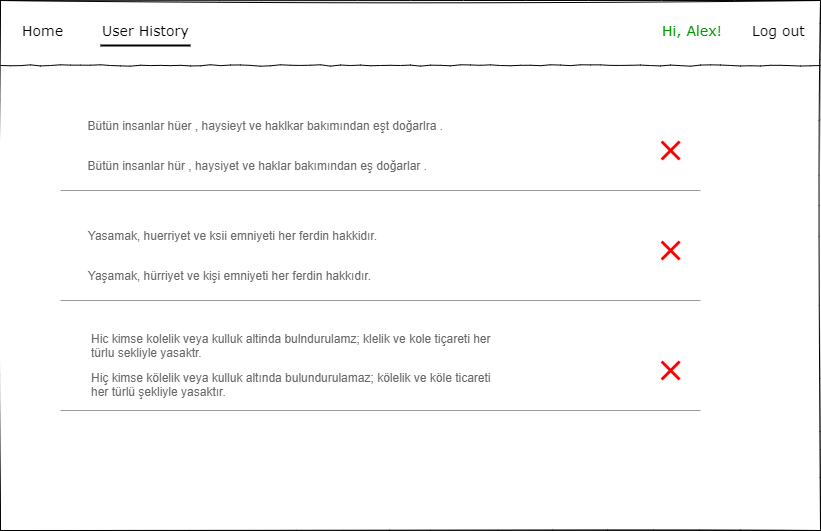 Home User History Hi, Alex! Log out
Bütün insanlar hüer , haysieyt ve haklkar bakımından eşt doğarlra .
Bütün insanlar hür , haysiyet ve haklar bakımından eş doğarlar .
Yasamak, huerriyet ve ksii emniyeti her ferdin hakkidır.
Yaşamak, hürriyet ve kişi emniyeti her ferdin hakkıdır.
Hic kimse kolelik veya kulluk altinda bulndurulamz; klelik ve kole tiçareti her
türlu sekliyle yasaktr.
Hiç kimse kölelik veya kulluk altında bulundurulamaz; kölelik ve köle ticareti
her türlü şekliyle yasaktır.